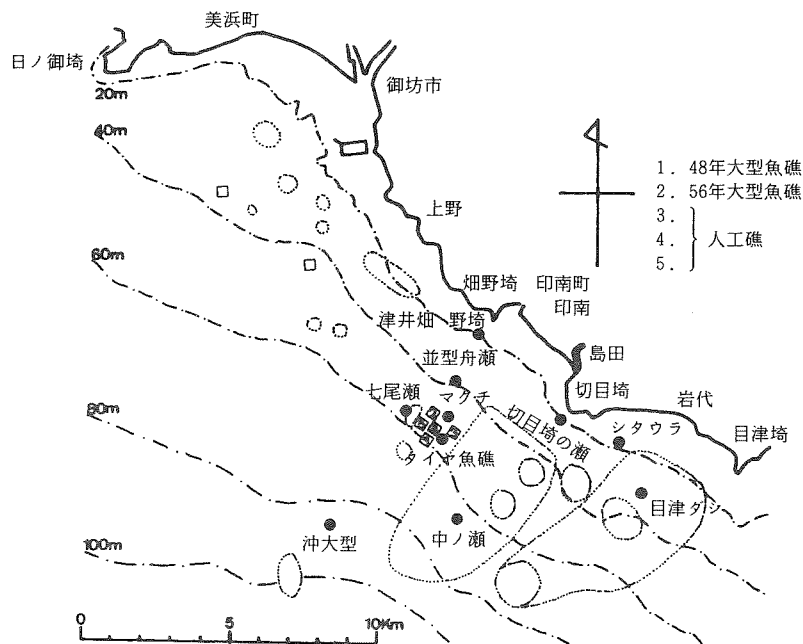 美浜町
日ノ御埼
御坊市
20m
40m
1. 48年大型魚礁
2. 56年大型魚礁
3.
4. 人工礁
5.
上野
60m
畑野埼
印南町
印南
津井畑
野埼
並型舟瀬
島田
切目埼
七尾瀬
マクチ
岩代
切目埼の瀬
シタウラ
目津埼
80m
タイヤ魚礁
目津ダシ
沖大型
中ノ瀬
100m
0 5 10Km